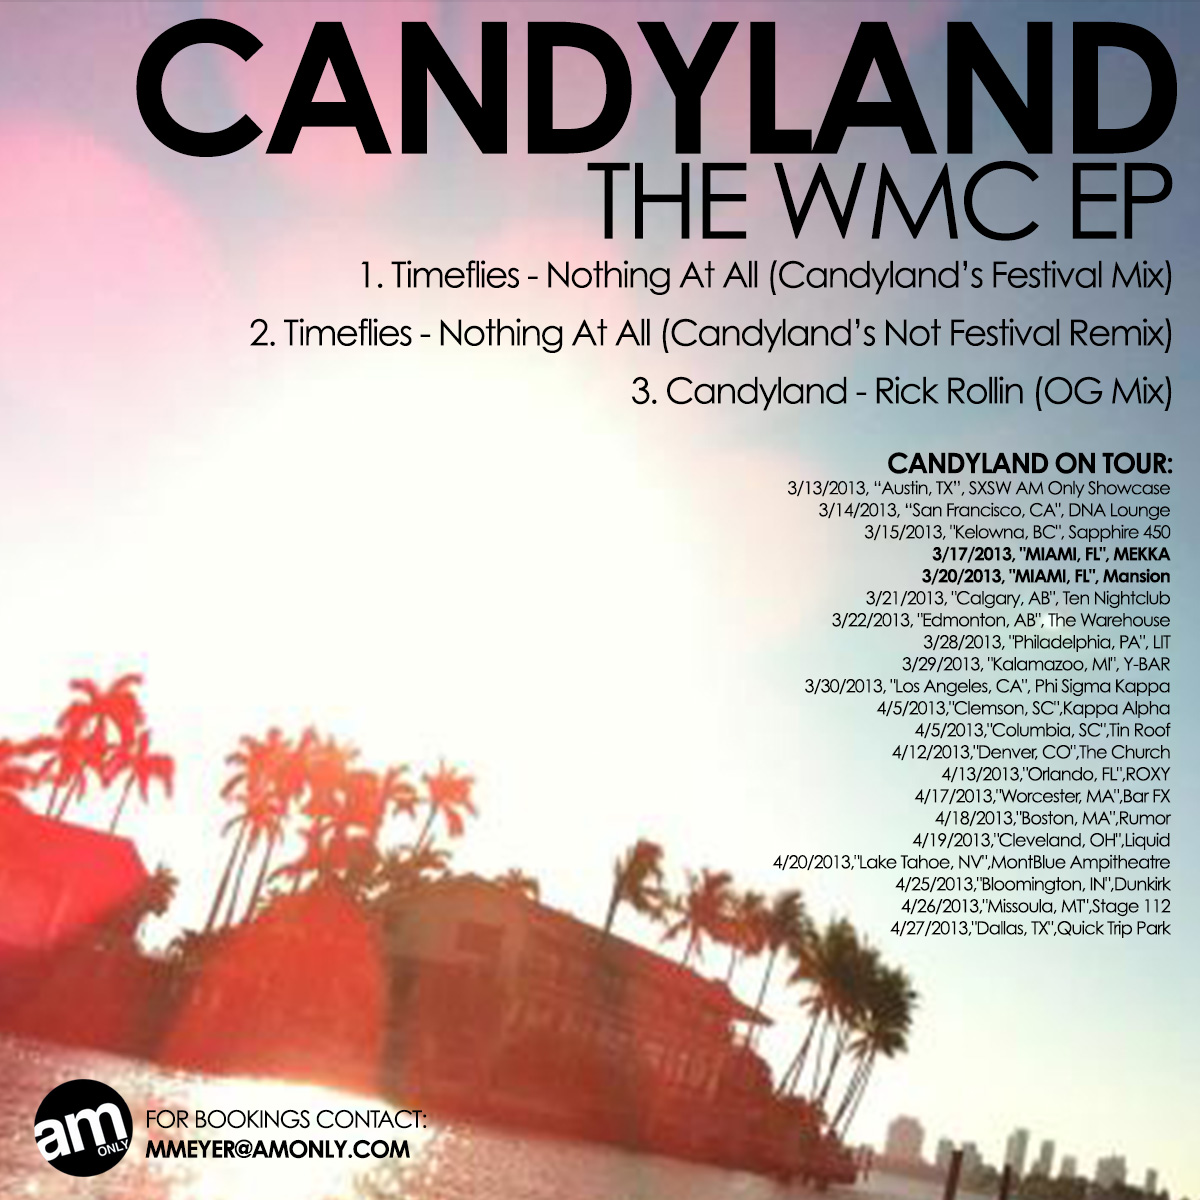 CANDYLAND
THE WMC EP
1. Timeflies - Nothing At All (Candyland's Festival Mix)
2. Timeflies - Nothing At All (Candyland's Not Festival Remix)
3. Candyland - Rick Rollin (OG Mix)
CANDYLAND ON TOUR:
3/13/2013, “Austin, TX”, SXSW AM Only Showcase
3/14/2013, “San Francisco, CA", DNA Lounge
3/15/2013, "Kelowna, BC", Sapphire 450
3/17/2013, "MIAMI, FL", MEKKA
3/20/2013, "MIAMI, FL", Mansion
3/21/2013, "Calgary, AB", Ten Nightclub
3/22/2013, "Edmonton, AB", The Warehouse
3/28/2013, "Philadelphia, PA", LIT
3/29/2013, "Kalamazoo, MI", Y-BAR
3/30/2013, "Los Angeles, CA", Phi Sigma Kappa
4/5/2013,"Clemson, SC",Kappa Alpha
4/5/2013,"Columbia, SC",Tin Roof
4/12/2013,"Denver, CO",The Church
4/13/2013,"Orlando, FL",ROXY
4/17/2013,"Worcester, MA",Bar FX
4/18/2013,"Boston, MA",Rumor
4/19/2013,"Cleveland, OH",Liquid
4/20/2013,"Lake Tahoe, NV",MontBlue Ampitheatre
4/25/2013,"Bloomington, IN",Dunkirk
4/26/2013,"Missoula, MT",Stage 112
4/27/2013,"Dallas, TX",Quick Trip Park
am
ONLY
FOR BOOKINGS CONTACT:
MMEYER@AMONLY.COM